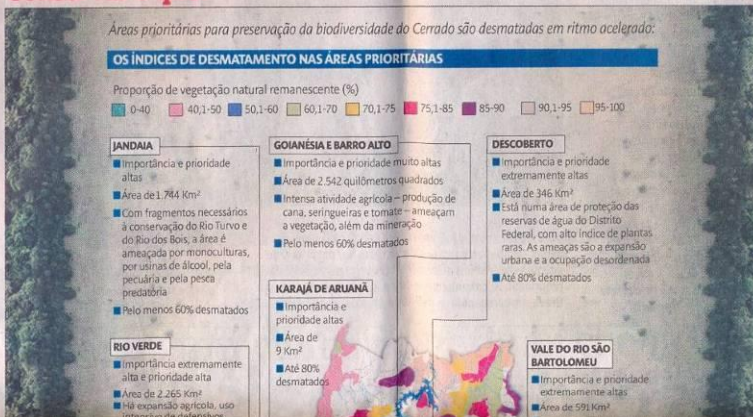 Áreas prioritárias para preservação da biodiversidade do Cerrado são desmatadas em ritmo acelerado:
OS ÍNDICES DE DESMATAMENTO NAS ÁREAS PRIORITÁRIAS
Proporção de vegetação natural remanescente (%)
0-40 40,1-50 50,1-60 60,1-70 70,1-75 75,1-85 85-90 90,1-95 95-100
JANDAIA
Importância e prioridade
altas
Área de 1.744 Km²
Com fragmentos necessários
à conservação do Rio Turvo e
do Rio dos Bois, a área é
ameaçada por monoculturas,
por usinas de álcool, pela
pecuária e pela pesca
predatória
Pelo menos 60% desmatados
GOIANÉSIA E BARRO ALTO
Importância e prioridade muito altas
Área de 2.542 quilômetros quadrados
Intensa atividade agrícola – produção de
cana, seringueiras e tomate – ameaçam
a vegetação, além da mineração
Pelo menos 60% desmatados
DESCOBERTO
Importância e prioridade
extremamente altas
Área de 346 Km²
Está numa área de proteção das
reservas de água do Distrito
Federal, com alto índice de plantas
raras. As ameaças são a expansão
urbana e a ocupação desordenada
Até 80% desmatados
KARAJÁ DE ARUANÃ
Importância e
prioridade altas
Área de
9 Km²
Até 80%
desmatados
RIO VERDE
Importância extremamente
alta e prioridade alta
Área de 2.265 Km²
Há expansão agrícola, uso
intensivo de defensivos
VALE DO RIO SÃO
BARTOLOMEU
Importância e prioridade
extremamente altas
Área de 591 Km²